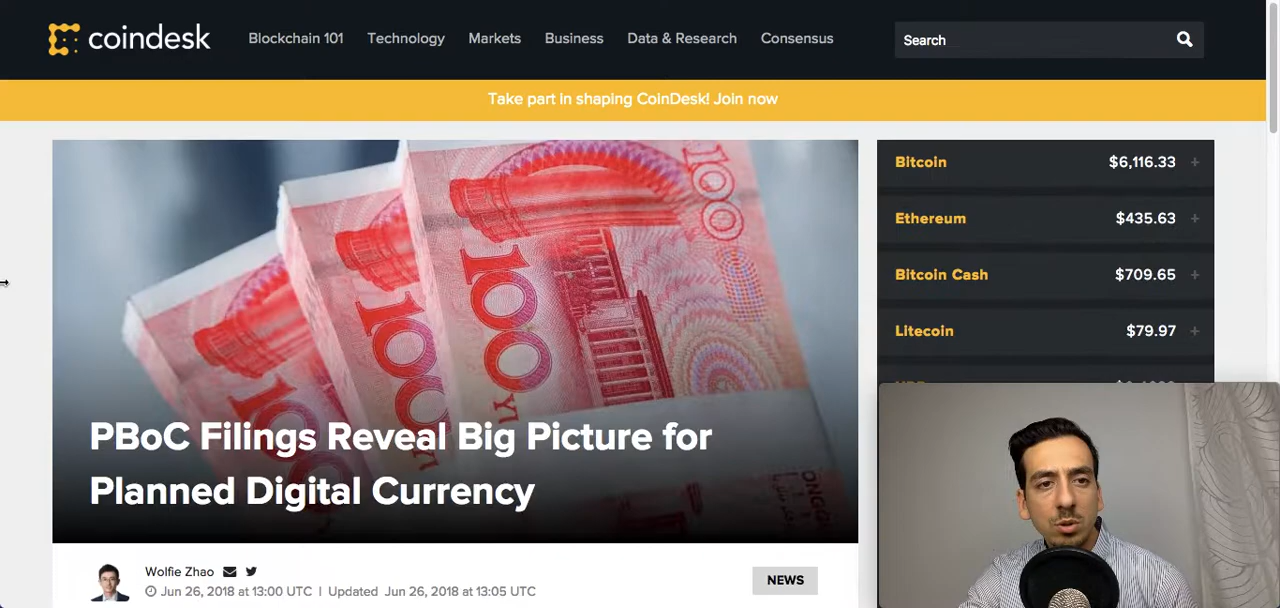 coindesk
Blockchain 101 Technology Markets Business Data & Research Consensus
Search
Take part in shaping CoinDesk! Join now
100
100
100
PBoC Filings Reveal Big Picture for
Planned Digital Currency
Wolfie Zhao
Jun 26, 2018 at 13:00 UTC | Updated Jun 26, 2018 at 13:05 UTC
NEWS
Bitcoin $6,116.33 +
Ethereum $435.63 +
Bitcoin Cash $709.65 +
Litecoin $79.97 +